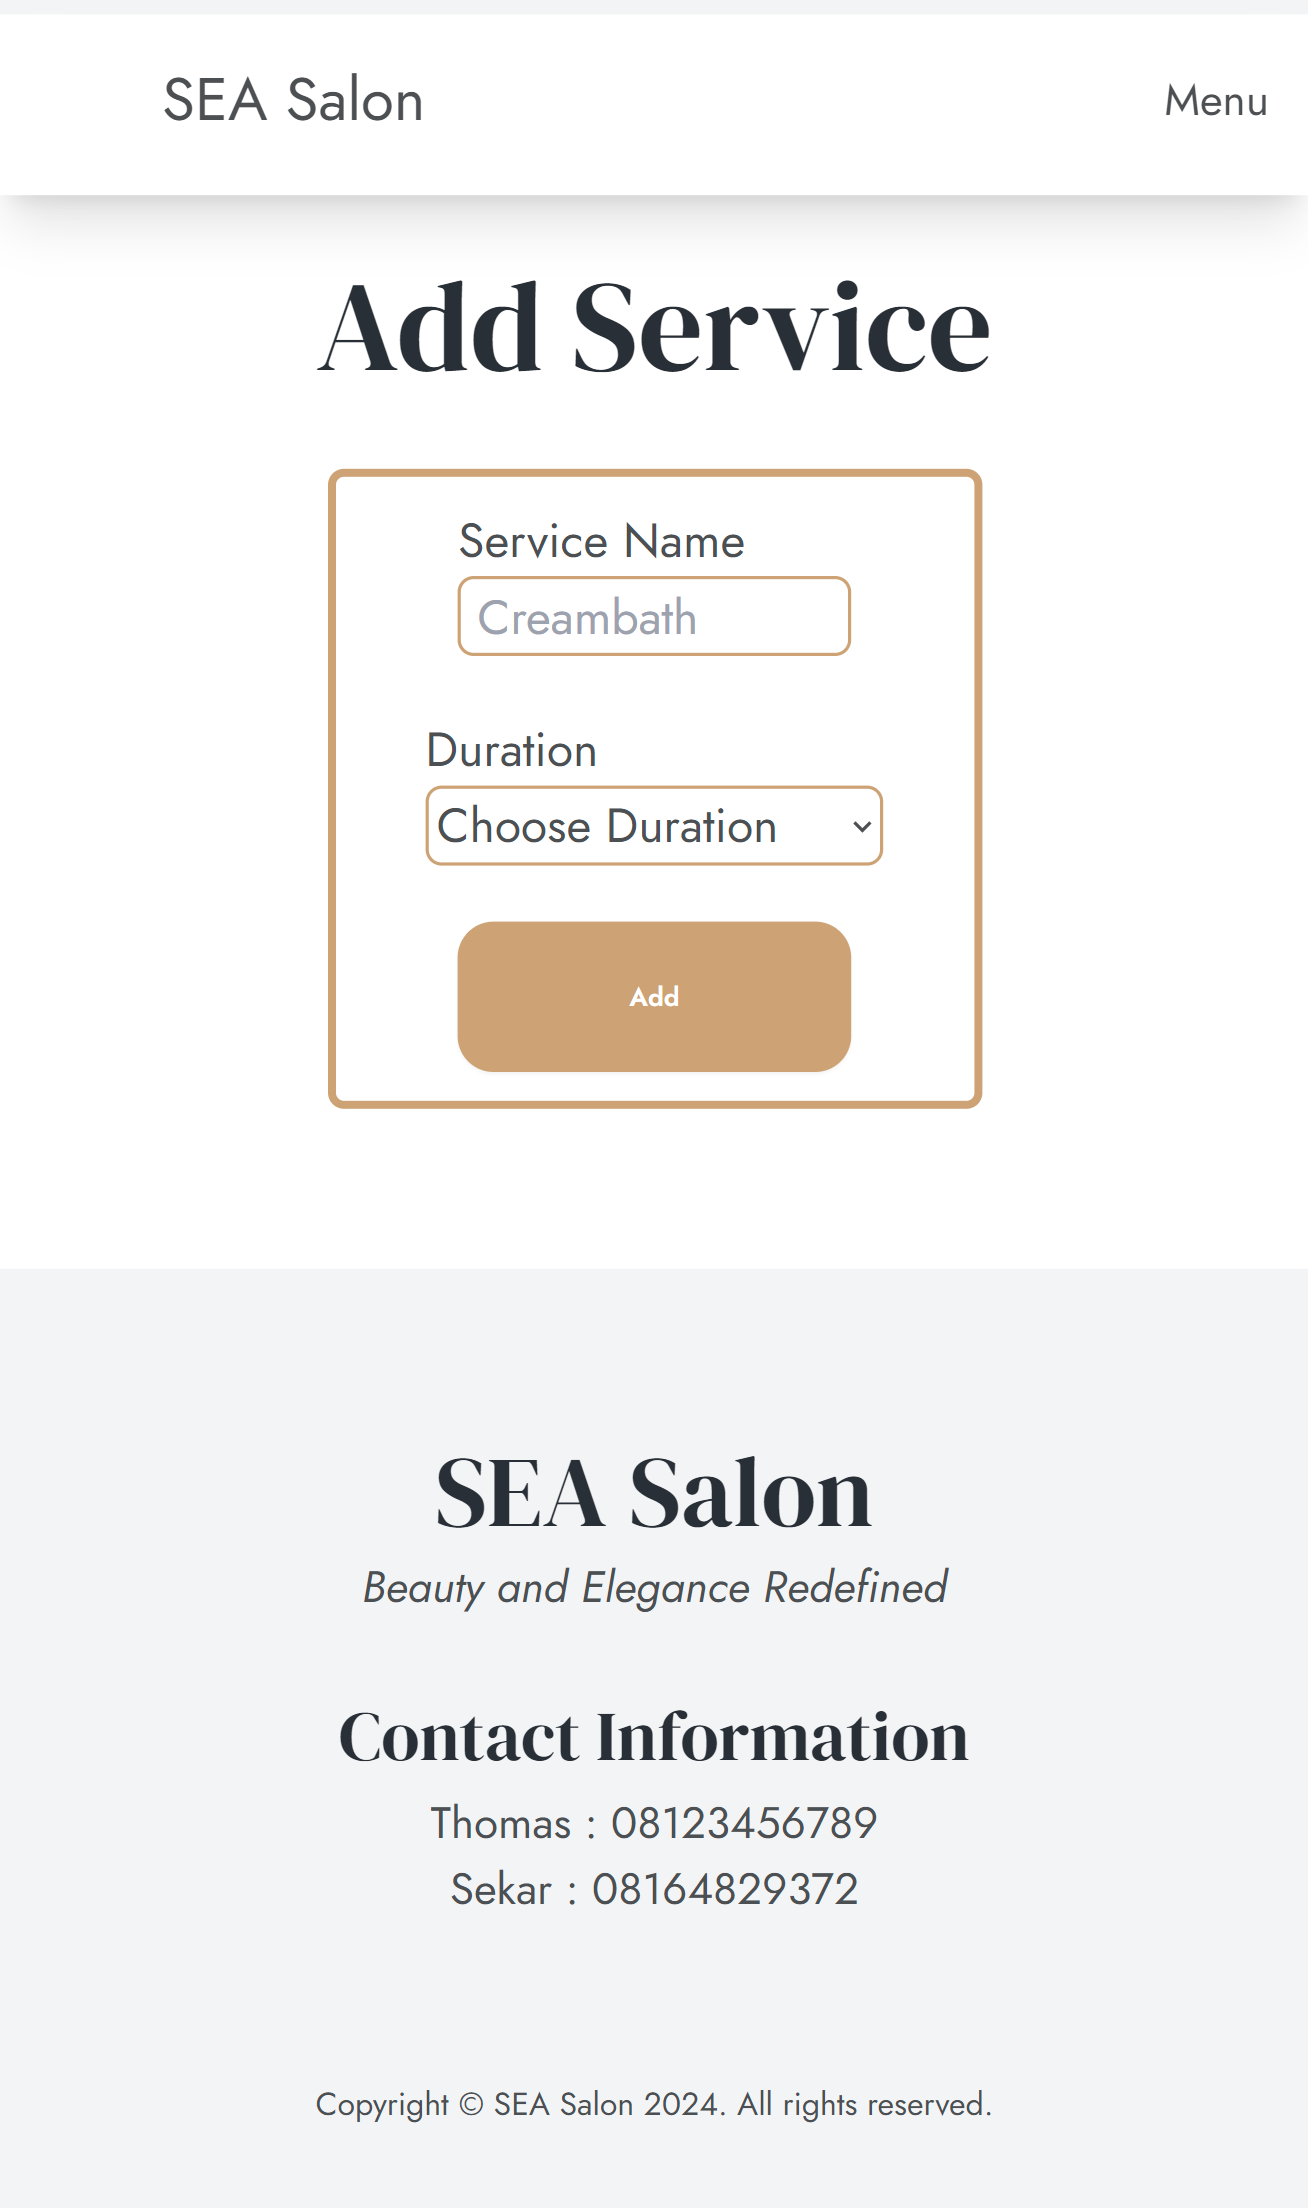 SEA Salon
Menu
Add Service
Service Name
Creambath
Duration
Choose Duration
Add
SEA Salon
Beauty and Elegance Redefined
Contact Information
Thomas : 08123456789
Sekar : 08164829372
Copyright © SEA Salon 2024. All rights reserved.